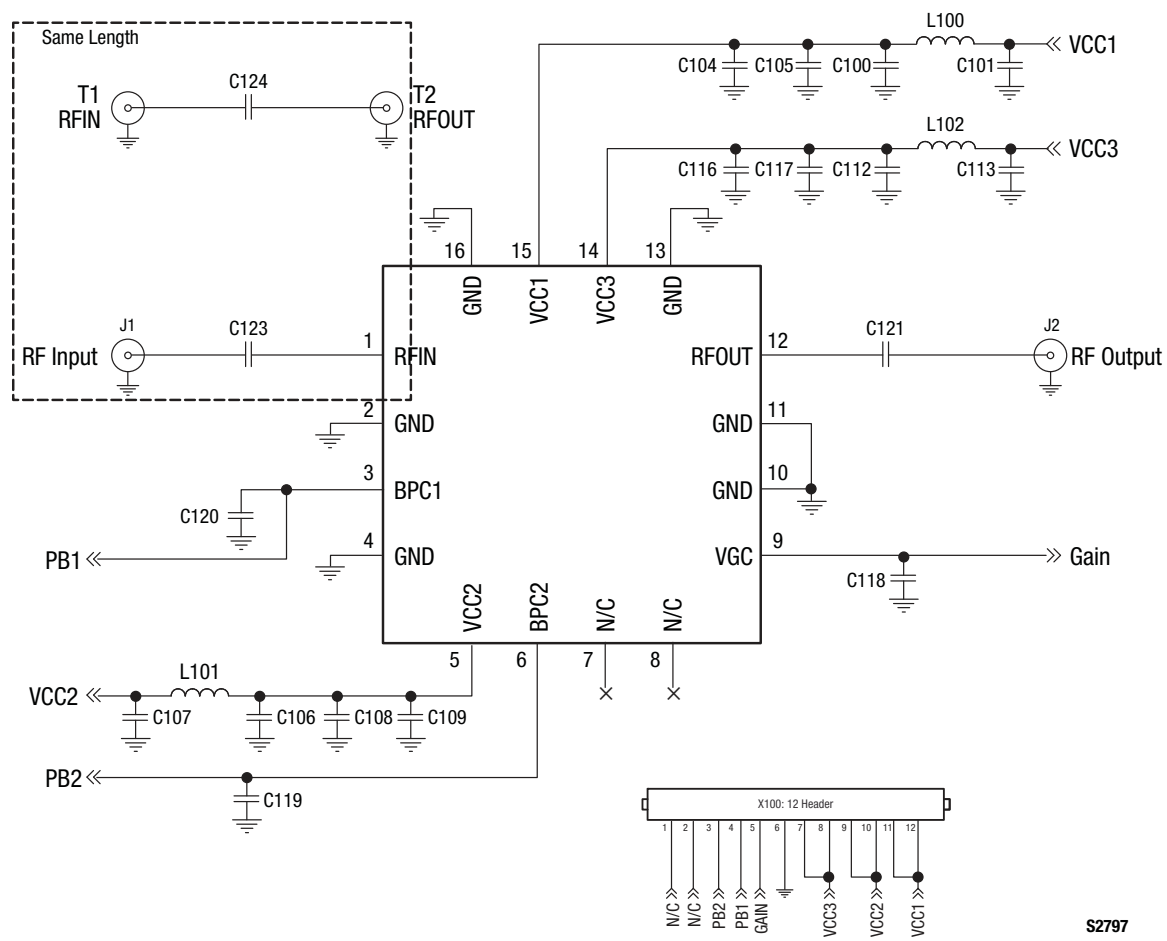 Same Length
T1
RFIN
C124
T2
RFOUT
L100
VCC1
C104
C105
C100
C101
L102
VCC3
C116
C117
C112
C113
16
15
14
13
GND
VCC1
VCC3
GND
RF Input
J1
C123
1
RFIN
RFOUT
12
C121
J2
RF Output
2
GND
GND
11
3
BPC1
GND
10
C120
PB1
4
GND
VGC
9
Gain
C118
VCC2
BPC2
N/C
N/C
5
6
7
8
VCC2
L101
C107
C106
C108
C109
PB2
C119
X100: 12 Header
1
2
3
4
5
6
7
8
9
10
11
12
N/C
N/C
PB2
PB1
GAIN
VCC3
VCC2
VCC1
S2797